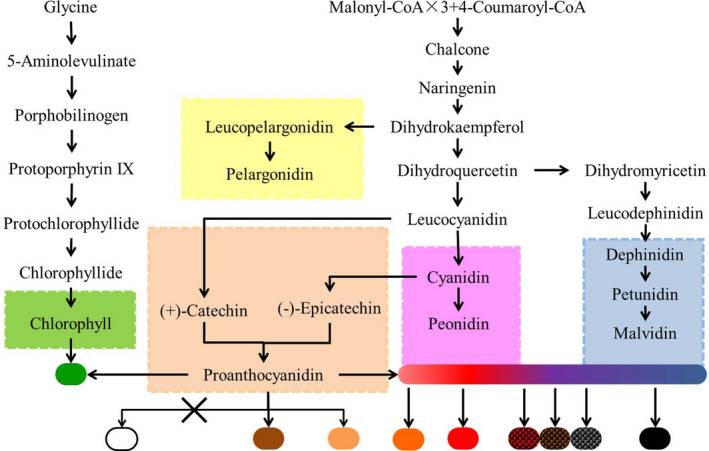 Glycine
5-Aminolevulinate
Porphobilinogen
Protoporphyrin IX
Protochlorophyllide
Chlorophyllide
Chlorophyll
Malonyl-CoA×3+4-Coumaroyl-CoA
Chalcone
Naringenin
Dihydrokaempferol
Leucopelargonidin
Pelargonidin
Dihydroquercetin
Dihydromyricetin
Leucocyanidin
Leucodephinidin
Cyanidin
Peonidin
Dephinidin
Petunidin
Malvidin
(+)-Catechin
(-)-Epicatechin
Proanthocyanidin